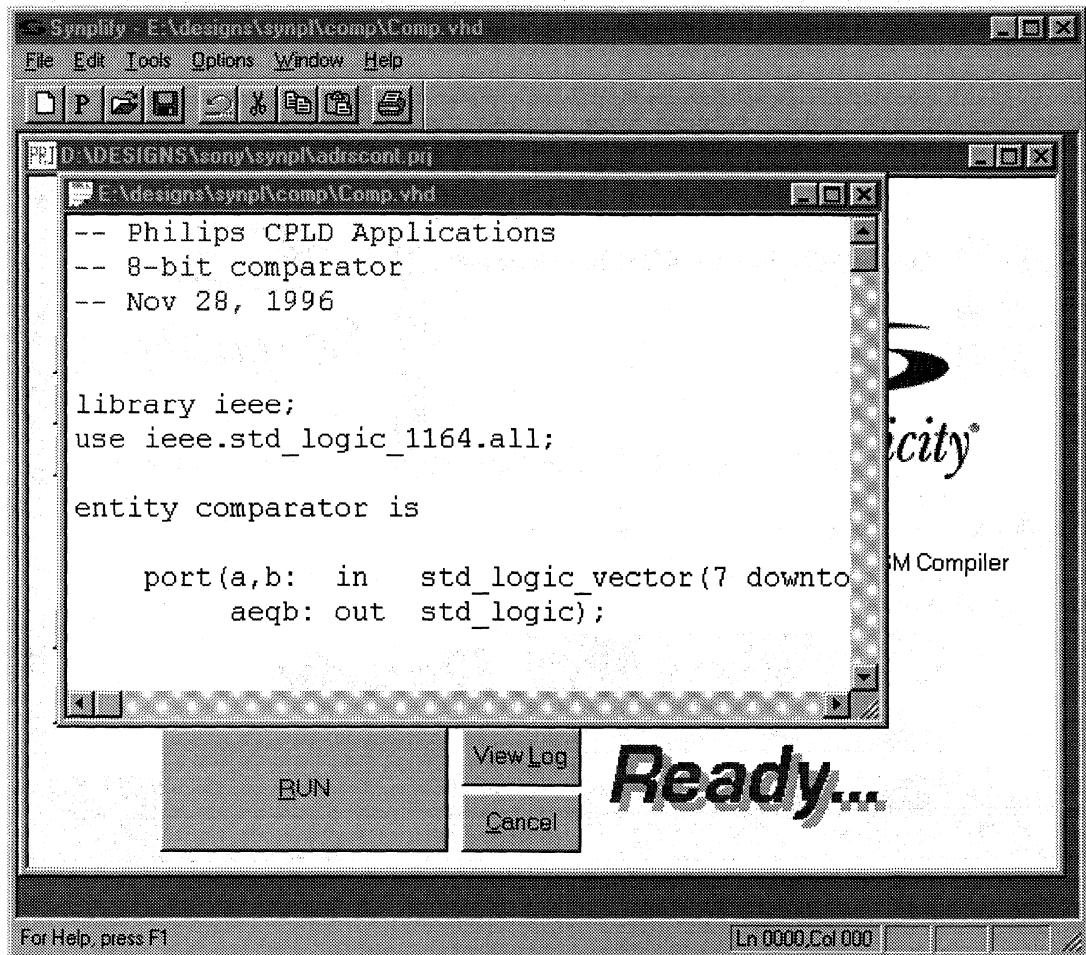 Synplify - E:\designs\synpl\comp\Comp.vhd
File Edit Tools Options Window Help
P
PRJ D:\DESIGNS\sony\synpl\adrscont.prj
E:\designs\synpl\comp\Comp.vhd
-- Philips CPLD Applications
-- 8-bit comparator
-- Nov 28, 1996
library ieee;
use ieee.std_logic_1164.all;
entity comparator is
port(a,b: in std_logic_vector(7 downto
aeqb: out std_logic);
icity®
SM Compiler
RUN
View Log
Cancel
Ready...
For Help, press F1
Ln 0000,Col 000